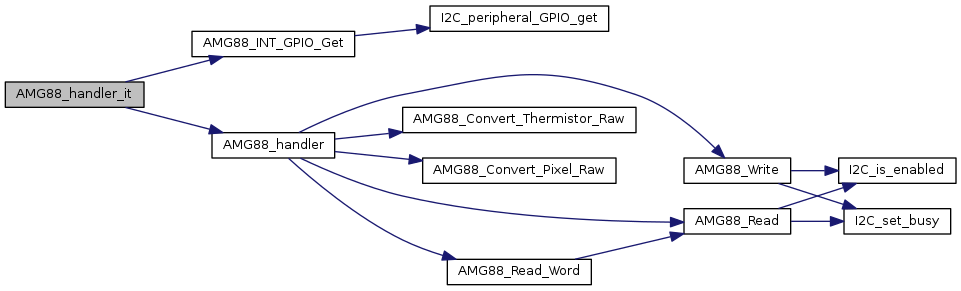 I2C_peripheral_GPIO_get
AMG88_INT_GPIO_Get
AMG88_handler_it
AMG88_Convert_Thermistor_Raw
AMG88_handler
AMG88_Convert_Pixel_Raw
AMG88_Write
I2C_is_enabled
AMG88_Read
I2C_set_busy
AMG88_Read_Word